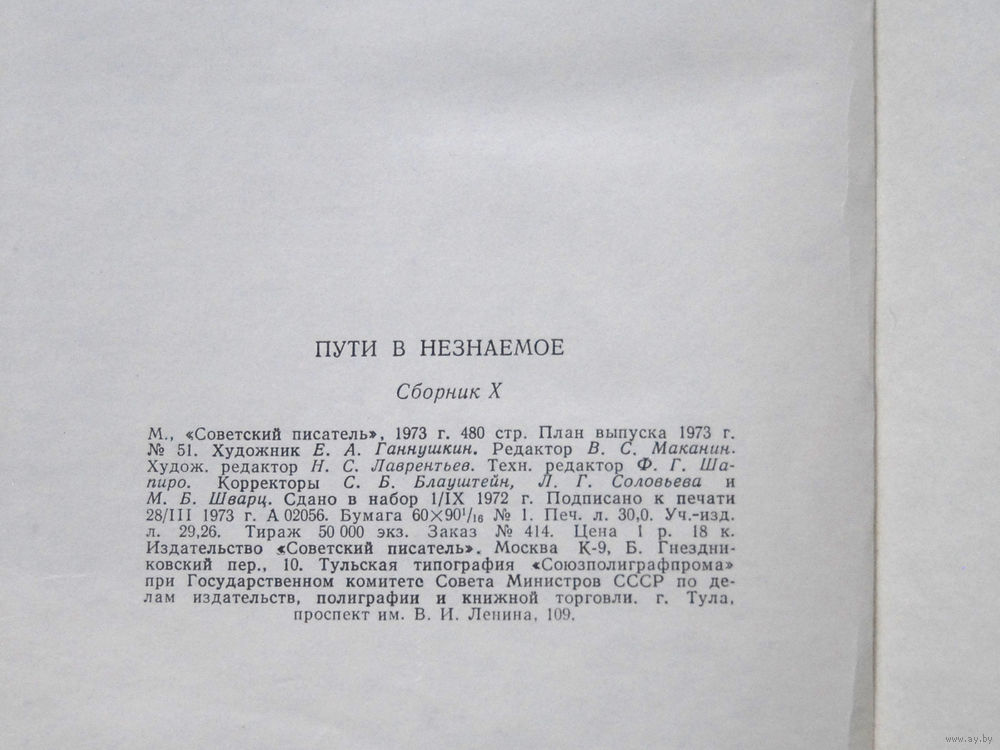 ПУТИ В НЕЗНАЕМОЕ
Сборник X
М., «Советский писатель», 1973 г. 480 стр. План выпуска 1973 г.
№ 51. Художник Е. А. Ганнушкин. Редактор В. С. Маканин.
Худож. редактор Н. С. Лаврентьев. Техн. редактор Ф. Г. Ша-
пиро. Корректоры С. Б. Блауштейн, Л. Г. Соловьева и
М. Б. Шварц. Сдано в набор 1/IX 1972 г. Подписано к печати
28/III 1973 г. А 02056. Бумага 60×90¹/₁₆ № 1. Печ. л. 30,0. Уч.-изд.
л. 29,26. Тираж 50 000 экз. Заказ № 414. Цена 1 р. 18 к.
Издательство «Советский писатель». Москва К-9, Б. Гнездни-
ковский пер., 10. Тульская типография «Союзполиграфпрома»
при Государственном комитете Совета Министров СССР по де-
лам издательств, полиграфии и книжной торговли. г. Тула,
проспект им. В. И. Ленина, 109.
www.ay.by